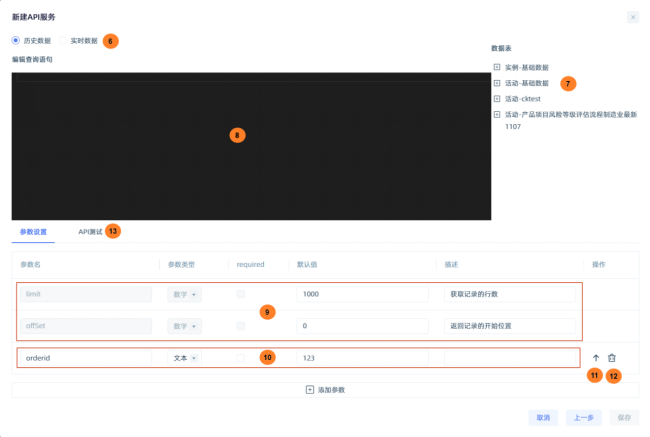 新建API服务
历史数据 实时数据 6
编辑查询语句
数据表
实例-基础数据
活动-基础数据 7
活动-cktest
活动-产品项目风险等级评估流程制造业最新
1107
8
参数设置 API测试 13
参数名 参数类型 required 默认值 描述 操作
limit 数字 1000 获取记录的行数
9
offSet 数字 0 返回记录的开始位置
orderid 文本 10 123
11 12
添加参数
取消 上一步 保存